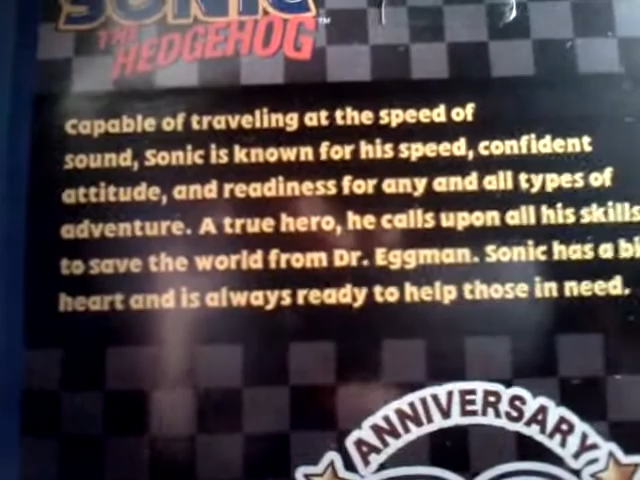 SONIC
THE
HEDGEHOG™
Capable of traveling at the speed of
sound, Sonic is known for his speed, confident
attitude, and readiness for any and all types of
adventure. A true hero, he calls upon all his skills
to save the world from Dr. Eggman. Sonic has a bi
heart and is always ready to help those in need.
ANNIVERSARY